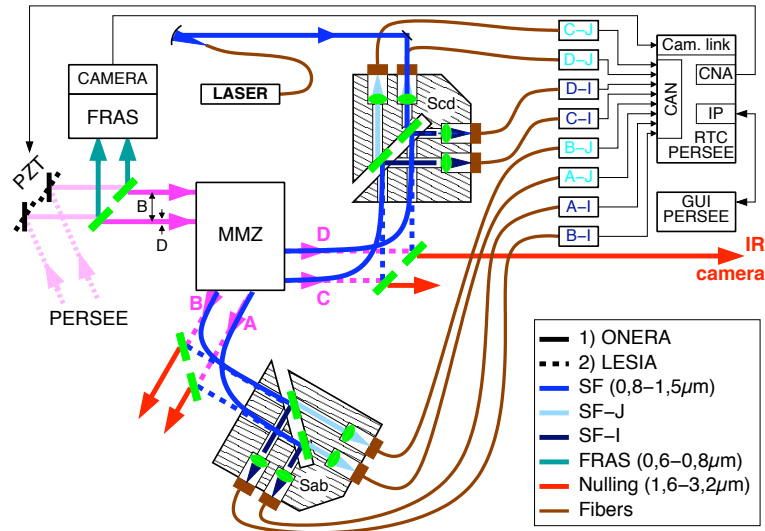 C–J
D–J
D–I
C–I
B–J
A–J
A–I
B–I
Cam. link
CNA
CAN
IP
RTC
PERSEE
GUI
PERSEE
CAMERA
FRAS
LASER
Scd
PZT
B
D
MMZ
D
C
IR
camera
B
A
PERSEE
Sab
1) ONERA
2) LESIA
SF (0,8–1,5µm)
SF–J
SF–I
FRAS (0,6–0,8µm)
Nulling (1,6–3,2µm)
Fibers